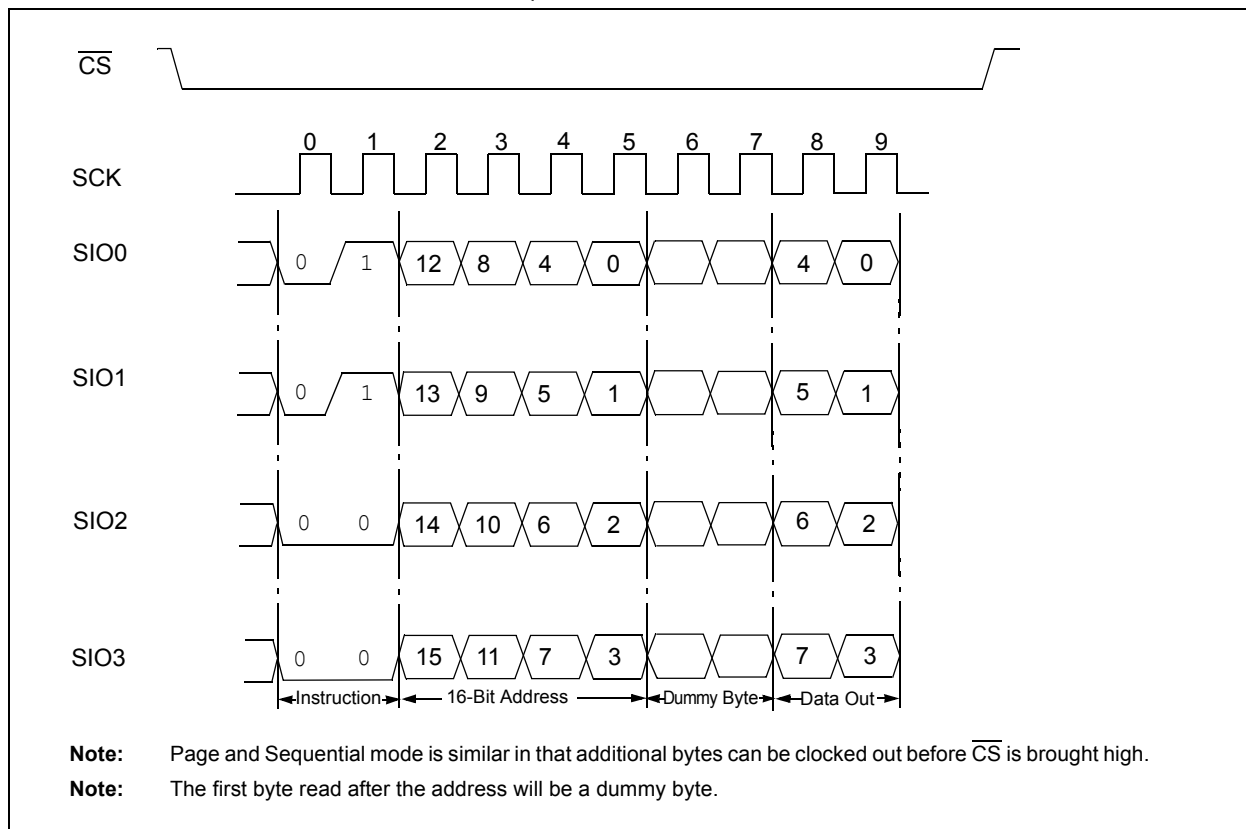 CS
0 1 2 3 4 5 6 7 8 9
SCK
SIO0 0 1 12 8 4 0 4 0
SIO1 0 1 13 9 5 1 5 1
SIO2 0 0 14 10 6 2 6 2
SIO3 0 0 15 11 7 3 7 3
Instruction 16-Bit Address Dummy Byte Data Out
Note: Page and Sequential mode is similar in that additional bytes can be clocked out before CS is brought high.
Note: The first byte read after the address will be a dummy byte.